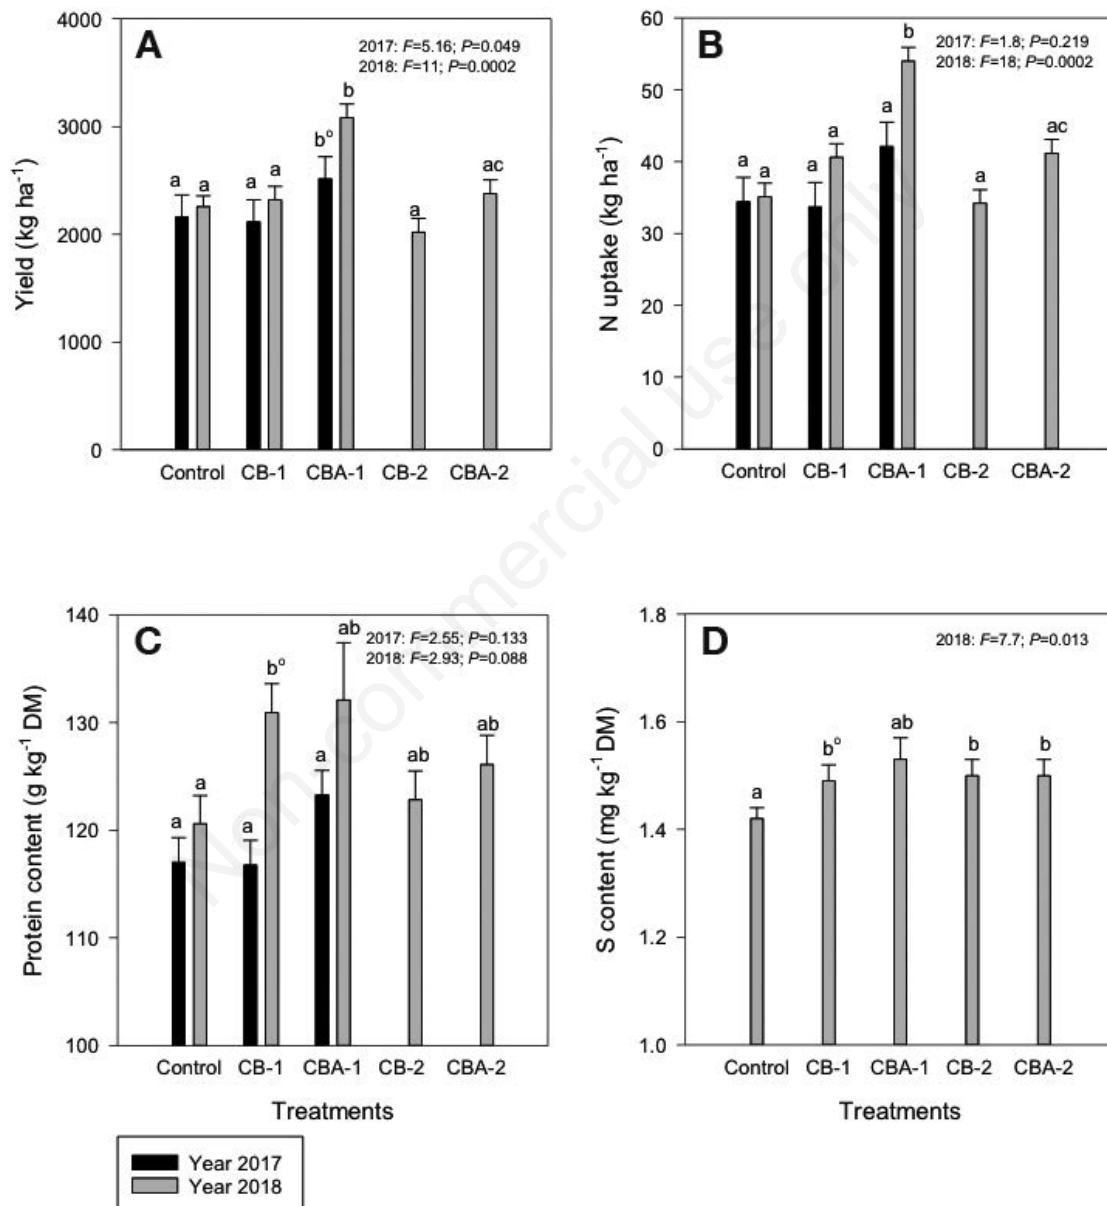 A
2017: F=5.16; P=0.049
2018: F=11; P=0.0002
Yield (kg ha⁻¹)
4000
3000
2000
1000
0
a
a
a
a
bº
b
a
ac
Control CB-1 CBA-1 CB-2 CBA-2
B
2017: F=1.8; P=0.219
2018: F=18; P=0.0002
N uptake (kg ha⁻¹)
60
50
40
30
20
10
0
a
a
a
a
a
b
a
ac
Control CB-1 CBA-1 CB-2 CBA-2
C
2017: F=2.55; P=0.133
2018: F=2.93; P=0.088
Protein content (g kg⁻¹ DM)
140
130
120
110
100
a
a
a
bº
a
ab
ab
ab
Control CB-1 CBA-1 CB-2 CBA-2
Treatments
D
2018: F=7.7; P=0.013
S content (mg kg⁻¹ DM)
1.8
1.6
1.4
1.2
1.0
a
bº
ab
b
b
Control CB-1 CBA-1 CB-2 CBA-2
Treatments
Year 2017
Year 2018
Non-commercial use only